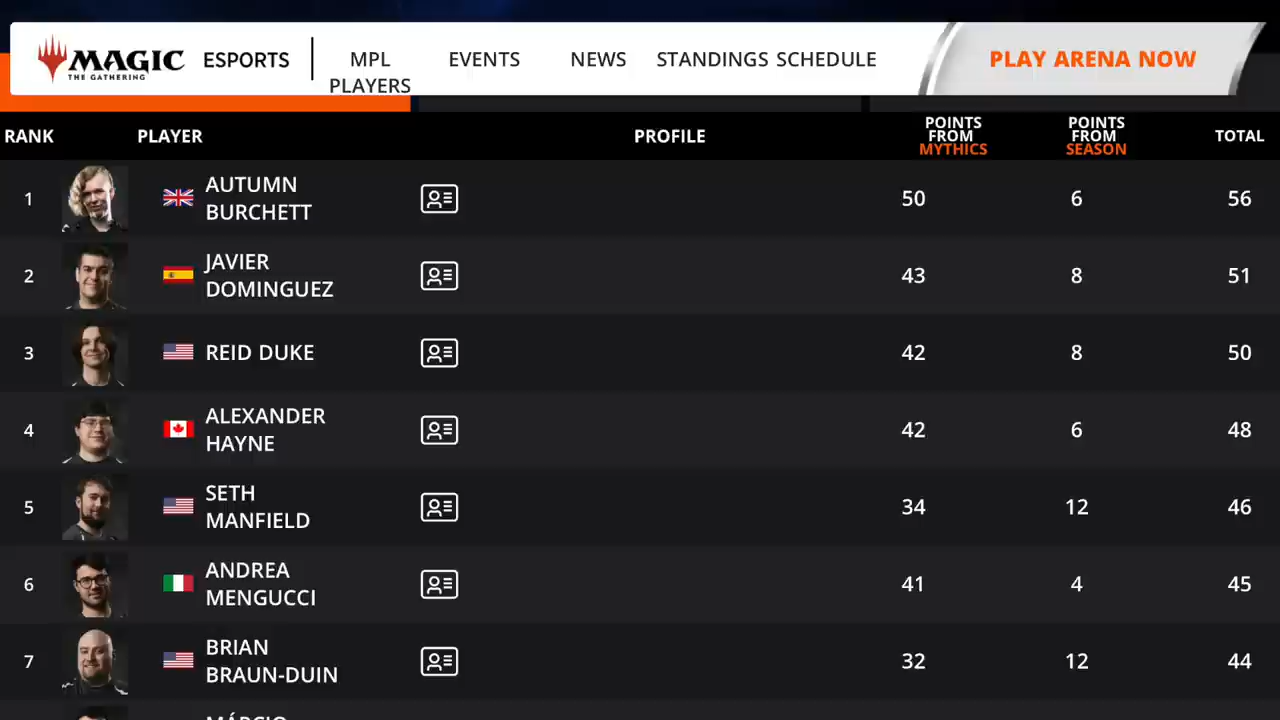 MAGIC
THE GATHERING
ESPORTS
MPL
PLAYERS
EVENTS
NEWS
STANDINGS
SCHEDULE
PLAY ARENA NOW
RANK
PLAYER
PROFILE
POINTS
FROM
MYTHICS
POINTS
FROM
SEASON
TOTAL
1
AUTUMN
BURCHETT
50
6
56
2
JAVIER
DOMINGUEZ
43
8
51
3
REID DUKE
42
8
50
4
ALEXANDER
HAYNE
42
6
48
5
SETH
MANFIELD
34
12
46
6
ANDREA
MENGUCCI
41
4
45
7
BRIAN
BRAUN-DUIN
32
12
44
MÁRCIO